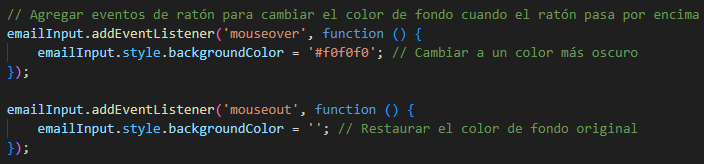 // Agregar eventos de ratón para cambiar el color de fondo cuando el ratón pasa por encima
emailInput.addEventListener('mouseover', function () {
    emailInput.style.backgroundColor = '#f0f0f0'; // Cambiar a un color más oscuro
});

emailInput.addEventListener('mouseout', function () {
    emailInput.style.backgroundColor = ''; // Restaurar el color de fondo original
});